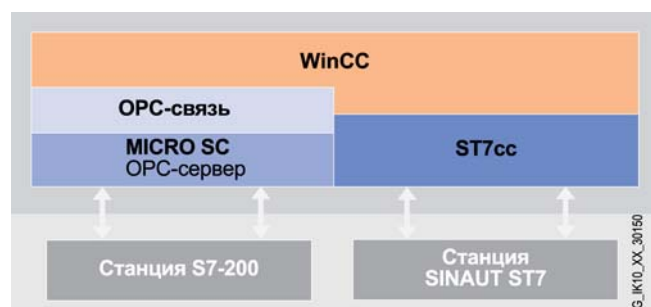 WinCC
OPC-связь
MICRO SC
OPC-сервер
ST7cc
Станция S7-200
Станция
SINAUT ST7
G_IK10_XX_30150